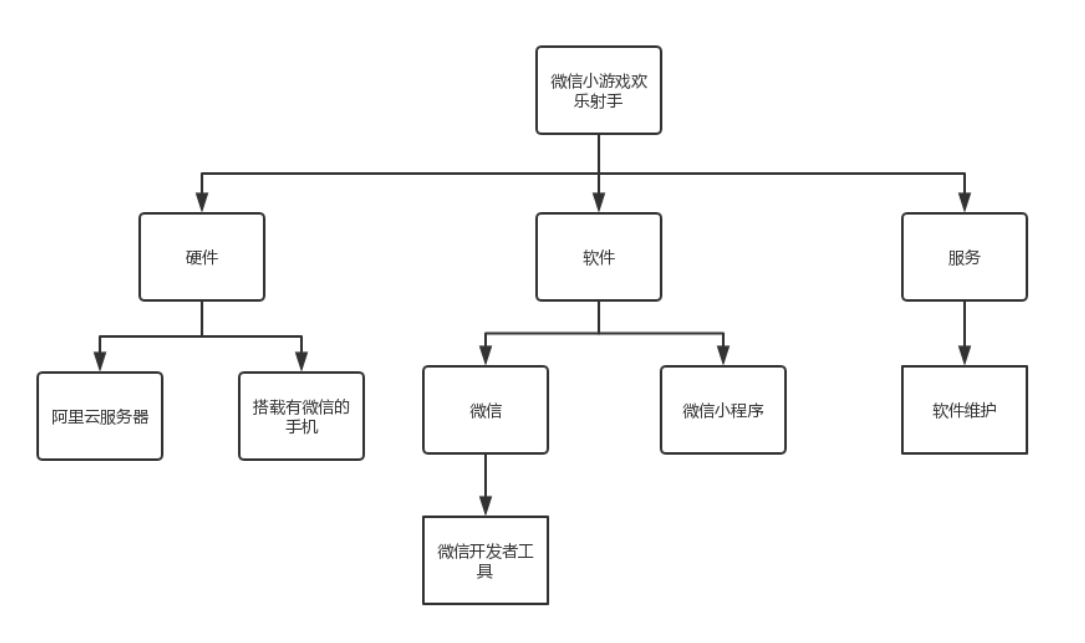 微信小游戏欢
乐射手
硬件
软件
服务
阿里云服务器
搭载有微信的
手机
微信
微信小程序
软件维护
微信开发者工
具